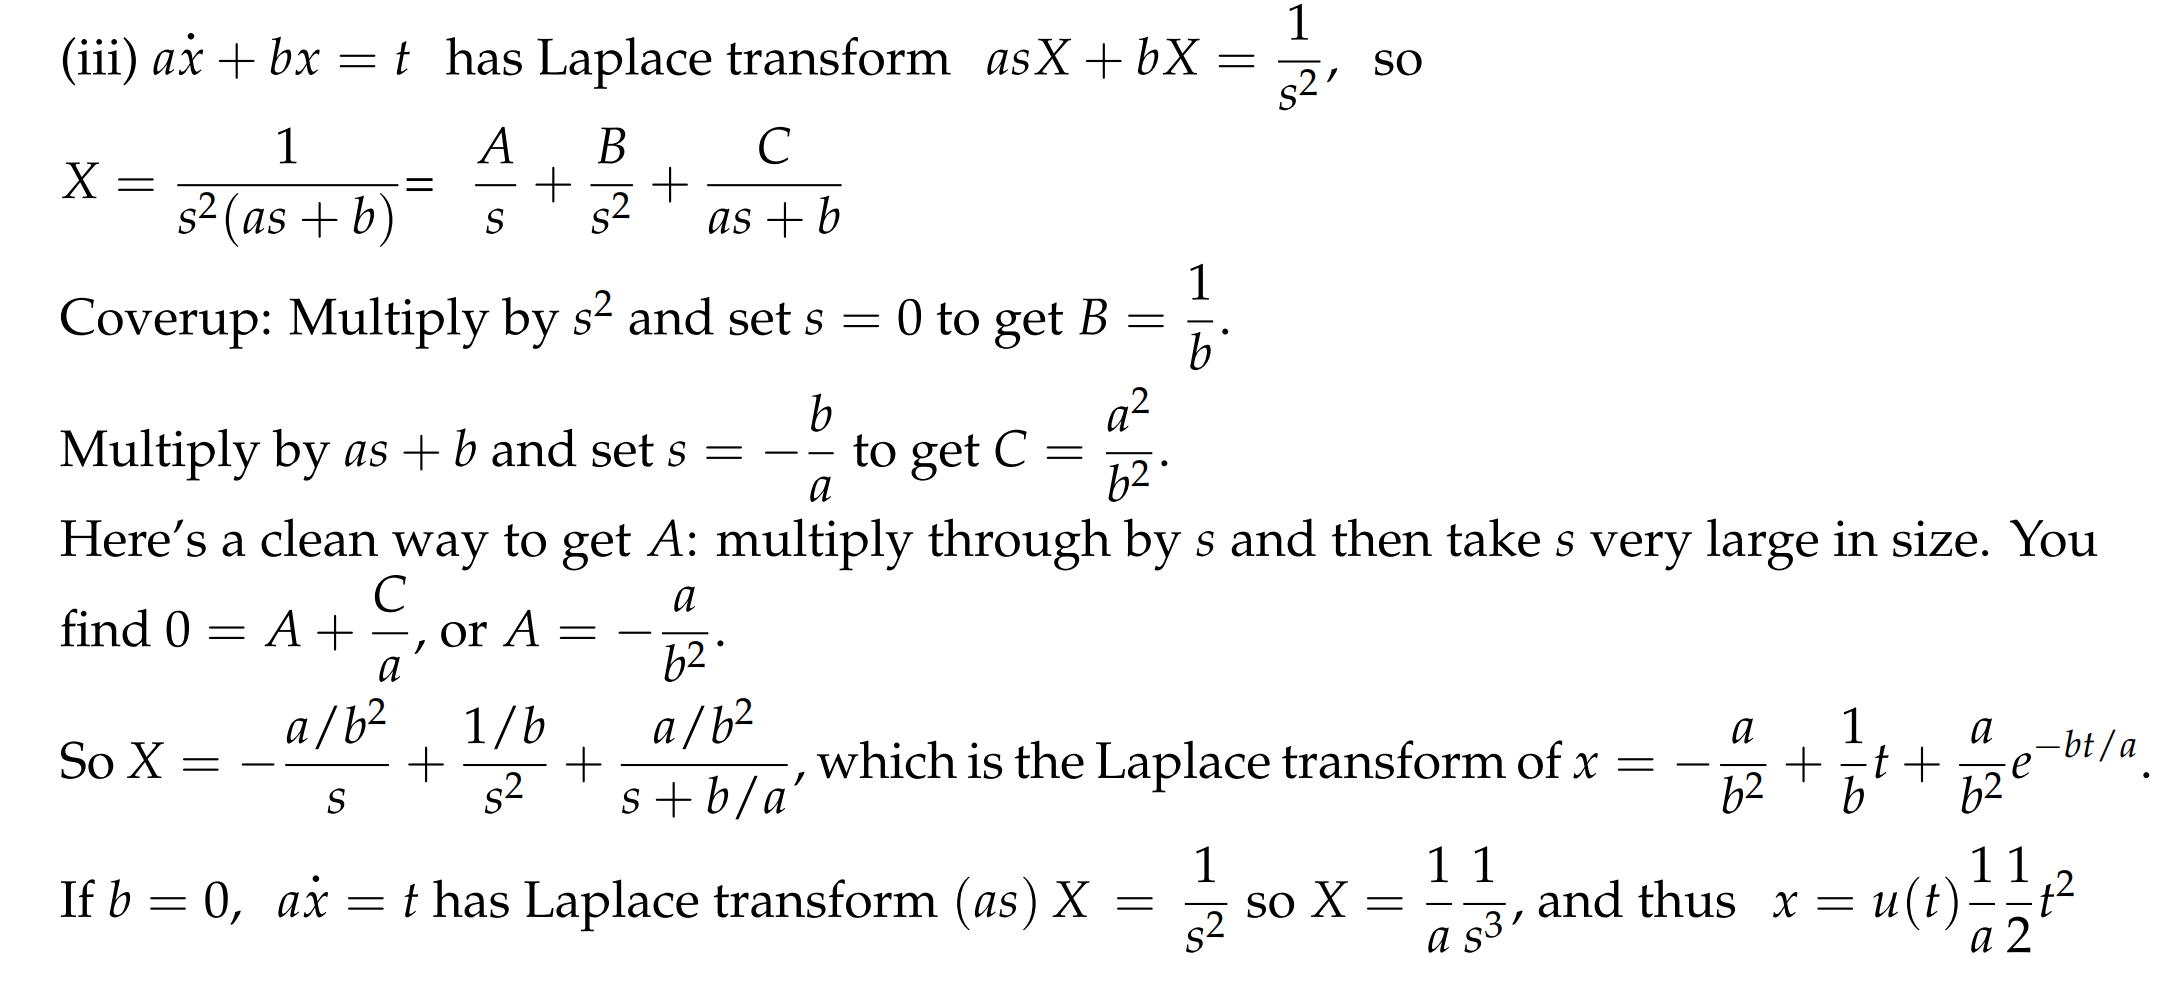 (iii) $a\dot{x} + bx = t$ has Laplace transform $asX + bX = \frac{1}{s^2}$, so
$X = \frac{1}{s^2(as+b)} = \frac{A}{s} + \frac{B}{s^2} + \frac{C}{as+b}$
Coverup: Multiply by $s^2$ and set $s = 0$ to get $B = \frac{1}{b}$.
Multiply by $as + b$ and set $s = -\frac{b}{a}$ to get $C = \frac{a^2}{b^2}$.
Here's a clean way to get $A$: multiply through by $s$ and then take $s$ very large in size. You
find $0 = A + \frac{C}{a}$, or $A = -\frac{a}{b^2}$.
So $X = -\frac{a/b^2}{s} + \frac{1/b}{s^2} + \frac{a/b^2}{s+b/a}$, which is the Laplace transform of $x = -\frac{a}{b^2} + \frac{1}{b}t + \frac{a}{b^2}e^{-bt/a}$.
If $b = 0$, $a\dot{x} = t$ has Laplace transform $(as) X = \frac{1}{s^2}$ so $X = \frac{1}{a}\frac{1}{s^3}$, and thus $x = u(t)\frac{1}{a}\frac{1}{2}t^2$